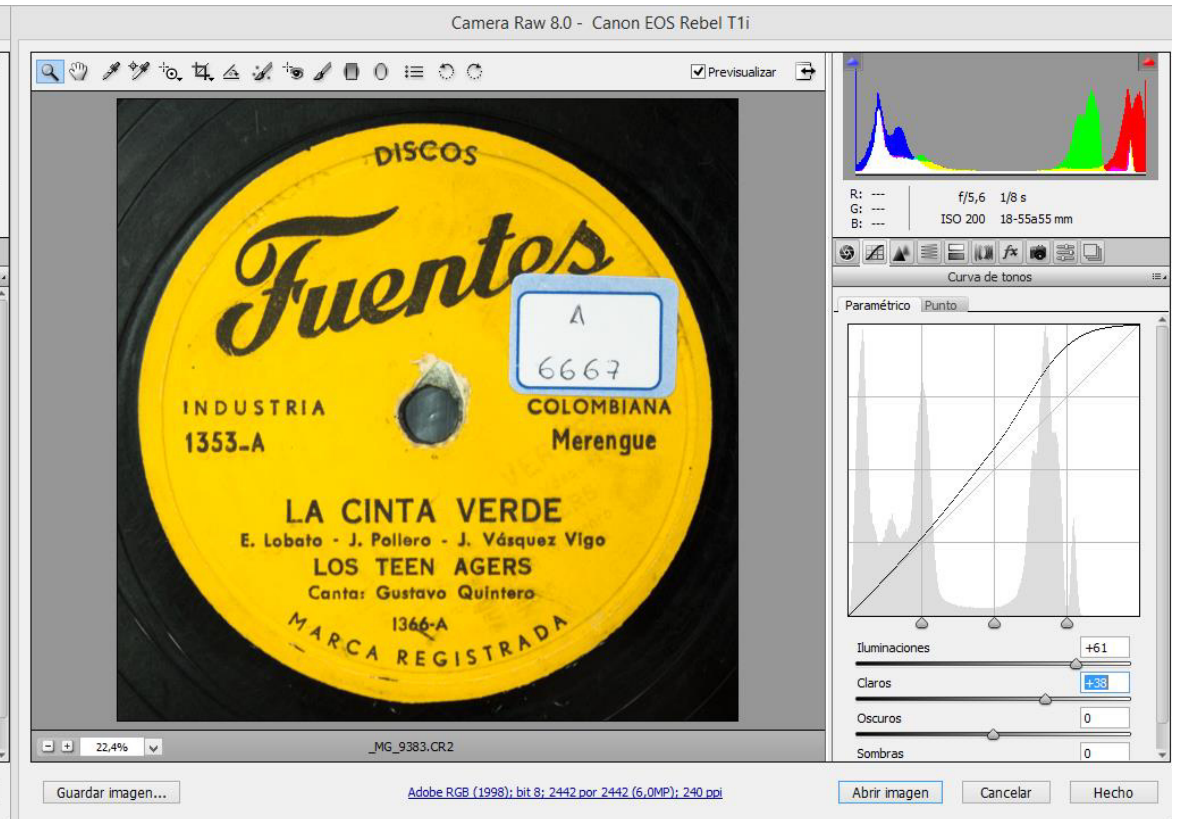 Camera Raw 8.0 - Canon EOS Rebel T1i
Previsualizar
DISCOS
Fuentes
A
6667
INDUSTRIA
COLOMBIANA
1353-A
Merengue
LA CINTA VERDE
E. Lobato - J. Pollero - J. Vásquez Vigo
LOS TEEN AGERS
Canta: Gustavo Quintero
1366-A
MARCA REGISTRADA
R: ---
G: ---
B: ---
f/5,6 1/8 s
ISO 200 18-55a55 mm
fx
Curva de tonos
Paramétrico Punto
Iluminaciones +61
Claros +38
Oscuros 0
Sombras 0
22,4%
_MG_9383.CR2
Guardar imagen...
Adobe RGB (1998); bit 8; 2442 por 2442 (6,0MP); 240 ppi
Abrir imagen
Cancelar
Hecho